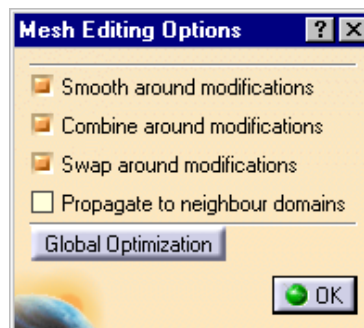 Mesh Editing Options
Smooth around modifications
Combine around modifications
Swap around modifications
Propagate to neighbour domains
Global Optimization
OK